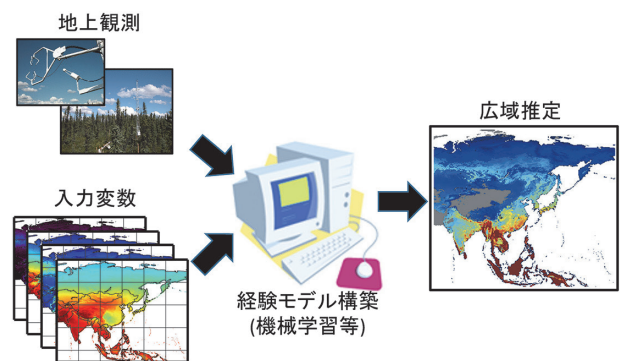 地上観測
入力変数
経験モデル構築
(機械学習等)
広域推定